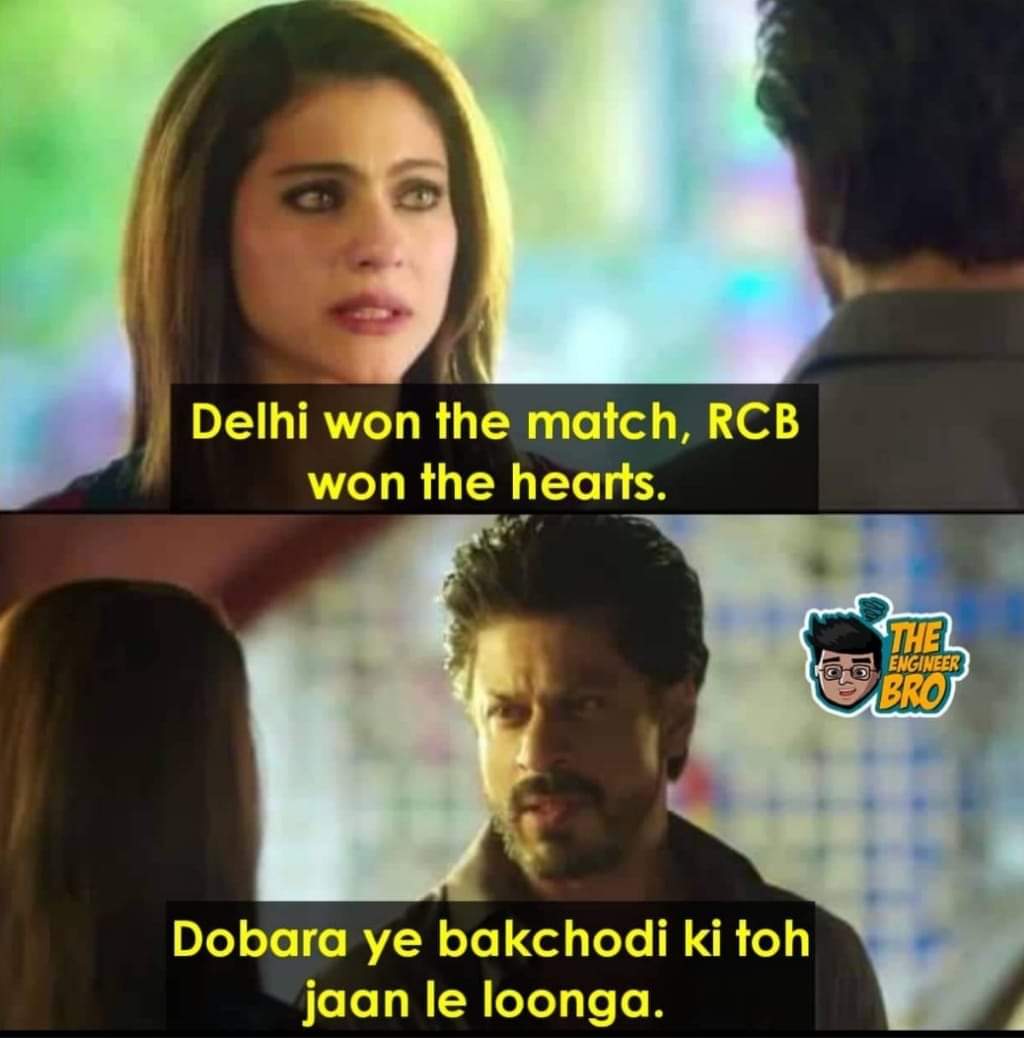 Delhi won the match, RCB
won the hearts.
THE
ENGINEER
BRO
Dobara ye bakchodi ki toh
jaan le loonga.